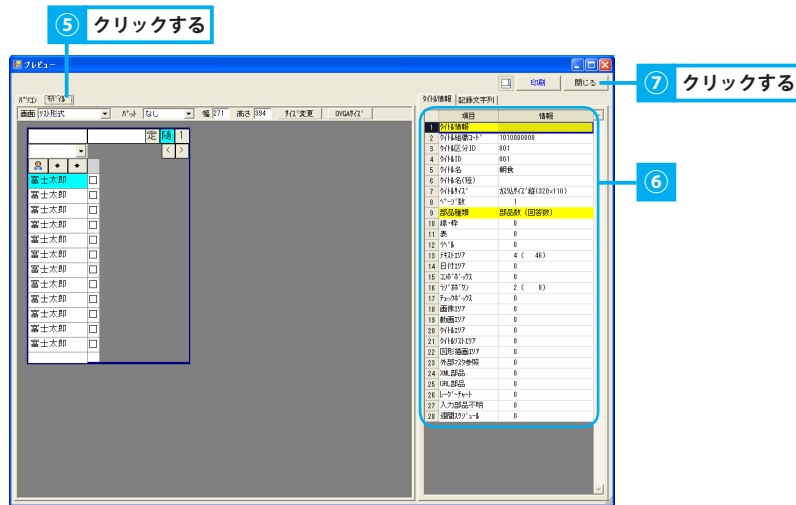 ⑤ クリックする
プレビュー
印刷 閉じる
⑦ クリックする
パソコン モバイル
画面 リスト形式 パレット なし 幅 271 高さ 394 サイズ変更 QVGAサイズ
定 随 1
< >
富士太郎
富士太郎
富士太郎
富士太郎
富士太郎
富士太郎
富士太郎
富士太郎
富士太郎
富士太郎
富士太郎
富士太郎
タイトル情報 記録文字列
項目 情報
1 タイトル情報
2 タイトル組織コード 1010000000
3 タイトル区分ID 801
4 タイトルID 001
5 タイトル名 朝食
6 タイトル名(短)
7 タイトルサイズ カスタムサイズ縦(320x110)
8 ページ数 1
9 部品種類 部品数 (回答数)
10 線・枠 0
11 表 0
12 ラベル 0
13 テキストエリア 4 ( 46)
14 日付エリア 0
15 コンボボックス 0
16 ラジオボタン 2 ( 8)
17 チェックボックス 0
18 画像エリア 0
19 動画エリア 0
20 タイトルエリア 0
21 タイトルリストエリア 0
22 図形描画エリア 0
23 外部マスタ参照 0
24 XML部品 0
25 URL部品 0
26 レーダーチャート 0
27 入力部品不明 0
28 週間スケジュール 0
⑥